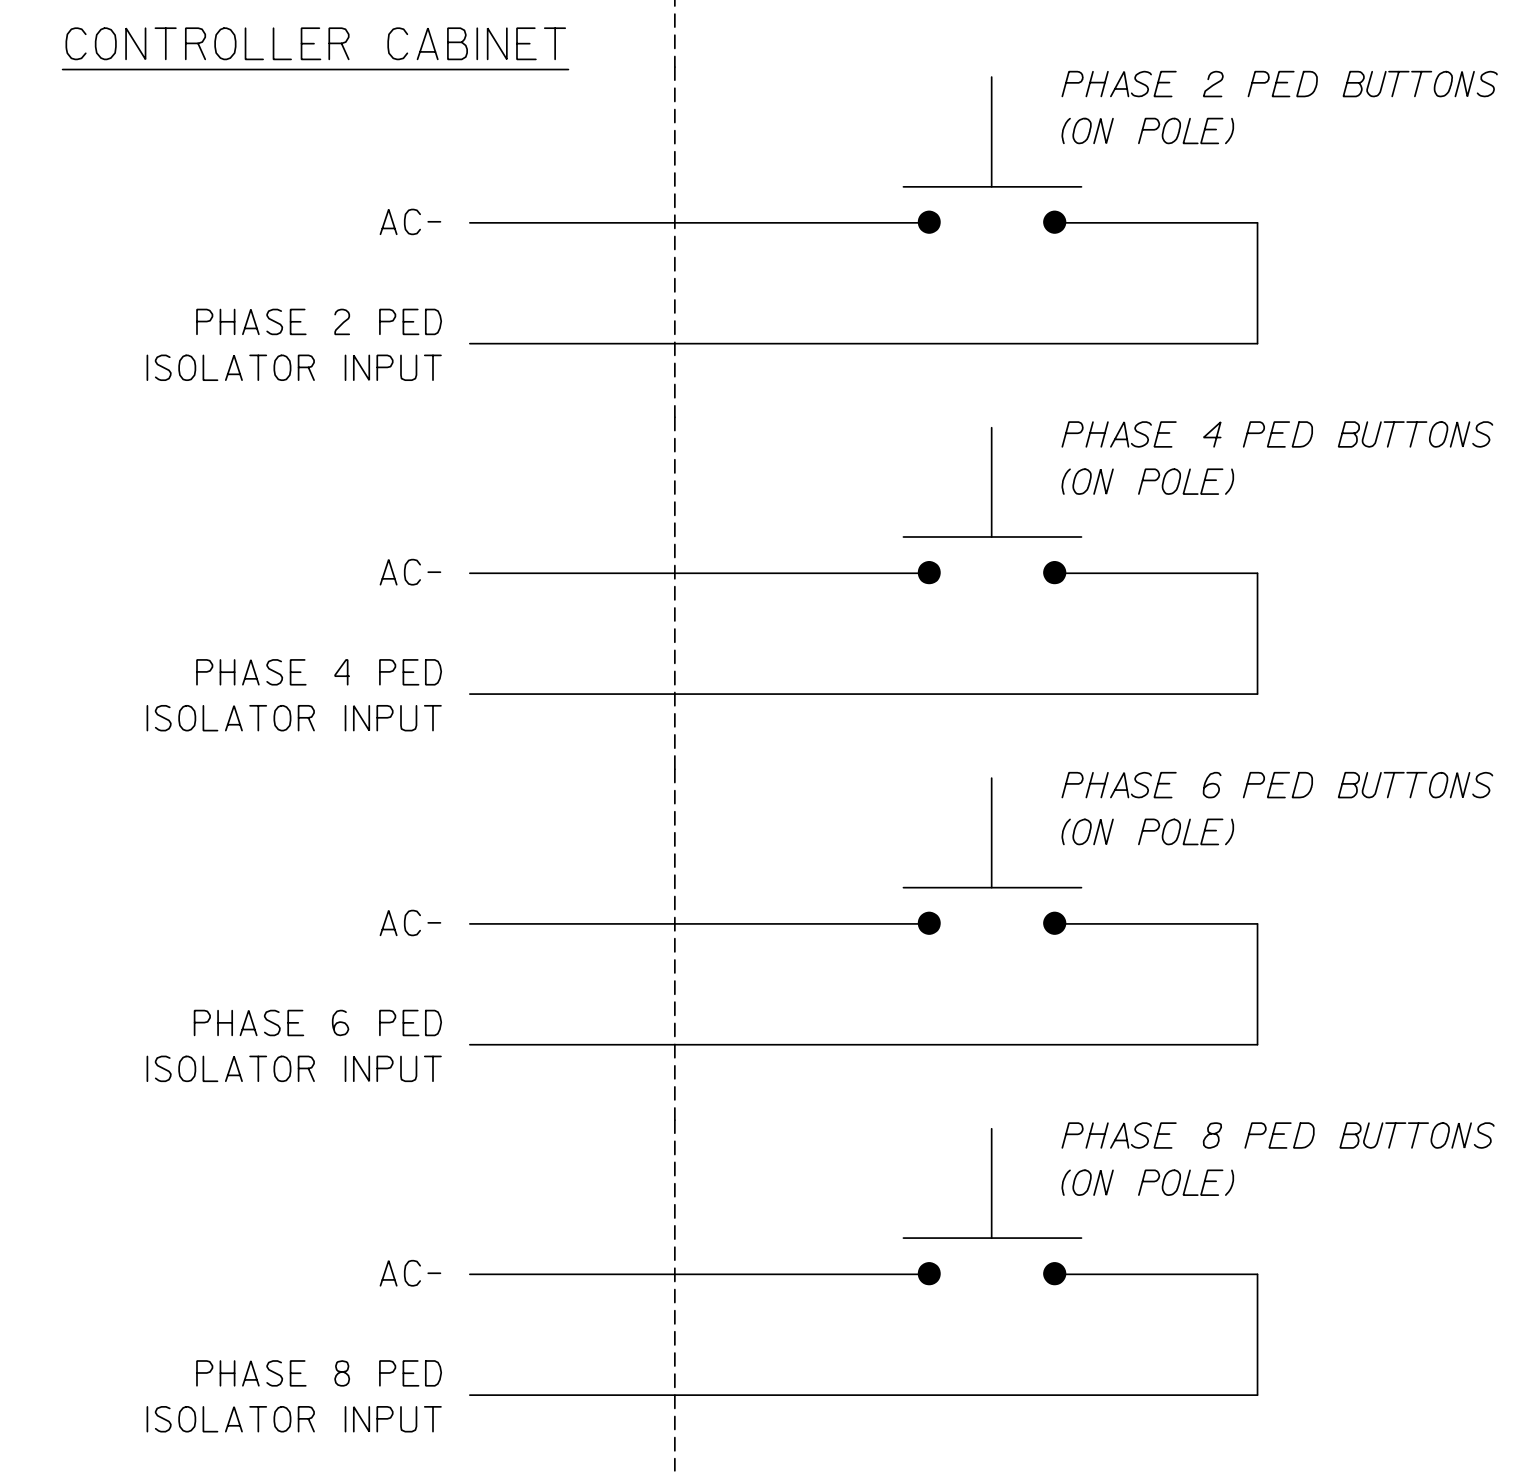 CONTROLLER CABINET
PHASE 2 PED BUTTONS
(ON POLE)
AC-
PHASE 2 PED
ISOLATOR INPUT
PHASE 4 PED BUTTONS
(ON POLE)
AC-
PHASE 4 PED
ISOLATOR INPUT
PHASE 6 PED BUTTONS
(ON POLE)
AC-
PHASE 6 PED
ISOLATOR INPUT
PHASE 8 PED BUTTONS
(ON POLE)
AC-
PHASE 8 PED
ISOLATOR INPUT